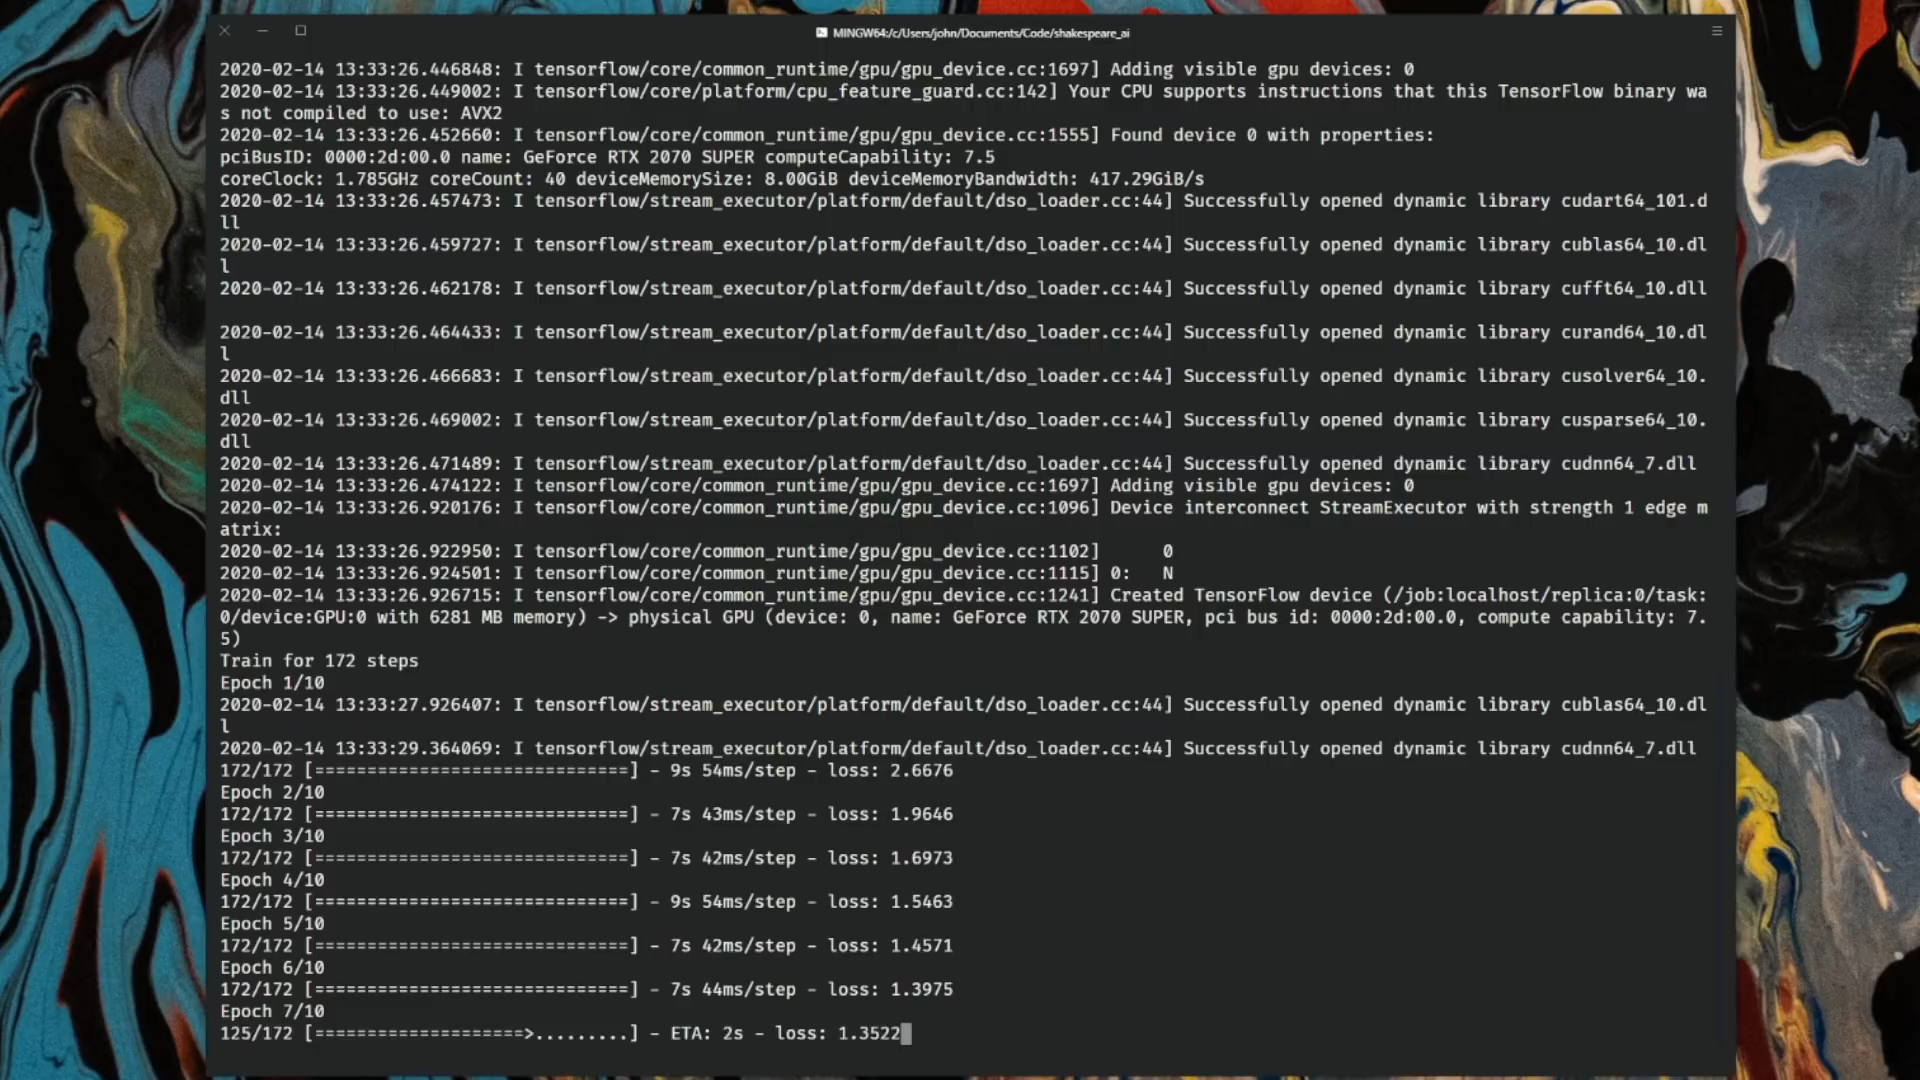 MINGW64:/c/Users/john/Documents/Code/shakespeare_ai
2020-02-14 13:33:26.446848: I tensorflow/core/common_runtime/gpu/gpu_device.cc:1697] Adding visible gpu devices: 0
2020-02-14 13:33:26.449002: I tensorflow/core/platform/cpu_feature_guard.cc:142] Your CPU supports instructions that this TensorFlow binary wa
s not compiled to use: AVX2
2020-02-14 13:33:26.452660: I tensorflow/core/common_runtime/gpu/gpu_device.cc:1555] Found device 0 with properties:
pciBusID: 0000:2d:00.0 name: GeForce RTX 2070 SUPER computeCapability: 7.5
coreClock: 1.785GHz coreCount: 40 deviceMemorySize: 8.00GiB deviceMemoryBandwidth: 417.29GiB/s
2020-02-14 13:33:26.457473: I tensorflow/stream_executor/platform/default/dso_loader.cc:44] Successfully opened dynamic library cudart64_101.d
ll
2020-02-14 13:33:26.459727: I tensorflow/stream_executor/platform/default/dso_loader.cc:44] Successfully opened dynamic library cublas64_10.dl
l
2020-02-14 13:33:26.462178: I tensorflow/stream_executor/platform/default/dso_loader.cc:44] Successfully opened dynamic library cufft64_10.dll
2020-02-14 13:33:26.464433: I tensorflow/stream_executor/platform/default/dso_loader.cc:44] Successfully opened dynamic library curand64_10.dl
l
2020-02-14 13:33:26.466683: I tensorflow/stream_executor/platform/default/dso_loader.cc:44] Successfully opened dynamic library cusolver64_10.
dll
2020-02-14 13:33:26.469002: I tensorflow/stream_executor/platform/default/dso_loader.cc:44] Successfully opened dynamic library cusparse64_10.
dll
2020-02-14 13:33:26.471489: I tensorflow/stream_executor/platform/default/dso_loader.cc:44] Successfully opened dynamic library cudnn64_7.dll
2020-02-14 13:33:26.474122: I tensorflow/core/common_runtime/gpu/gpu_device.cc:1697] Adding visible gpu devices: 0
2020-02-14 13:33:26.920176: I tensorflow/core/common_runtime/gpu/gpu_device.cc:1096] Device interconnect StreamExecutor with strength 1 edge m
atrix:
2020-02-14 13:33:26.922950: I tensorflow/core/common_runtime/gpu/gpu_device.cc:1102]      0
2020-02-14 13:33:26.924501: I tensorflow/core/common_runtime/gpu/gpu_device.cc:1115] 0:   N
2020-02-14 13:33:26.926715: I tensorflow/core/common_runtime/gpu/gpu_device.cc:1241] Created TensorFlow device (/job:localhost/replica:0/task:
0/device:GPU:0 with 6281 MB memory) -> physical GPU (device: 0, name: GeForce RTX 2070 SUPER, pci bus id: 0000:2d:00.0, compute capability: 7.
5)
Train for 172 steps
Epoch 1/10
2020-02-14 13:33:27.926407: I tensorflow/stream_executor/platform/default/dso_loader.cc:44] Successfully opened dynamic library cublas64_10.dl
l
2020-02-14 13:33:29.364069: I tensorflow/stream_executor/platform/default/dso_loader.cc:44] Successfully opened dynamic library cudnn64_7.dll
172/172 [==============================] - 9s 54ms/step - loss: 2.6676
Epoch 2/10
172/172 [==============================] - 7s 43ms/step - loss: 1.9646
Epoch 3/10
172/172 [==============================] - 7s 42ms/step - loss: 1.6973
Epoch 4/10
172/172 [==============================] - 9s 54ms/step - loss: 1.5463
Epoch 5/10
172/172 [==============================] - 7s 42ms/step - loss: 1.4571
Epoch 6/10
172/172 [==============================] - 7s 44ms/step - loss: 1.3975
Epoch 7/10
125/172 [====================>.........] - ETA: 2s - loss: 1.3522